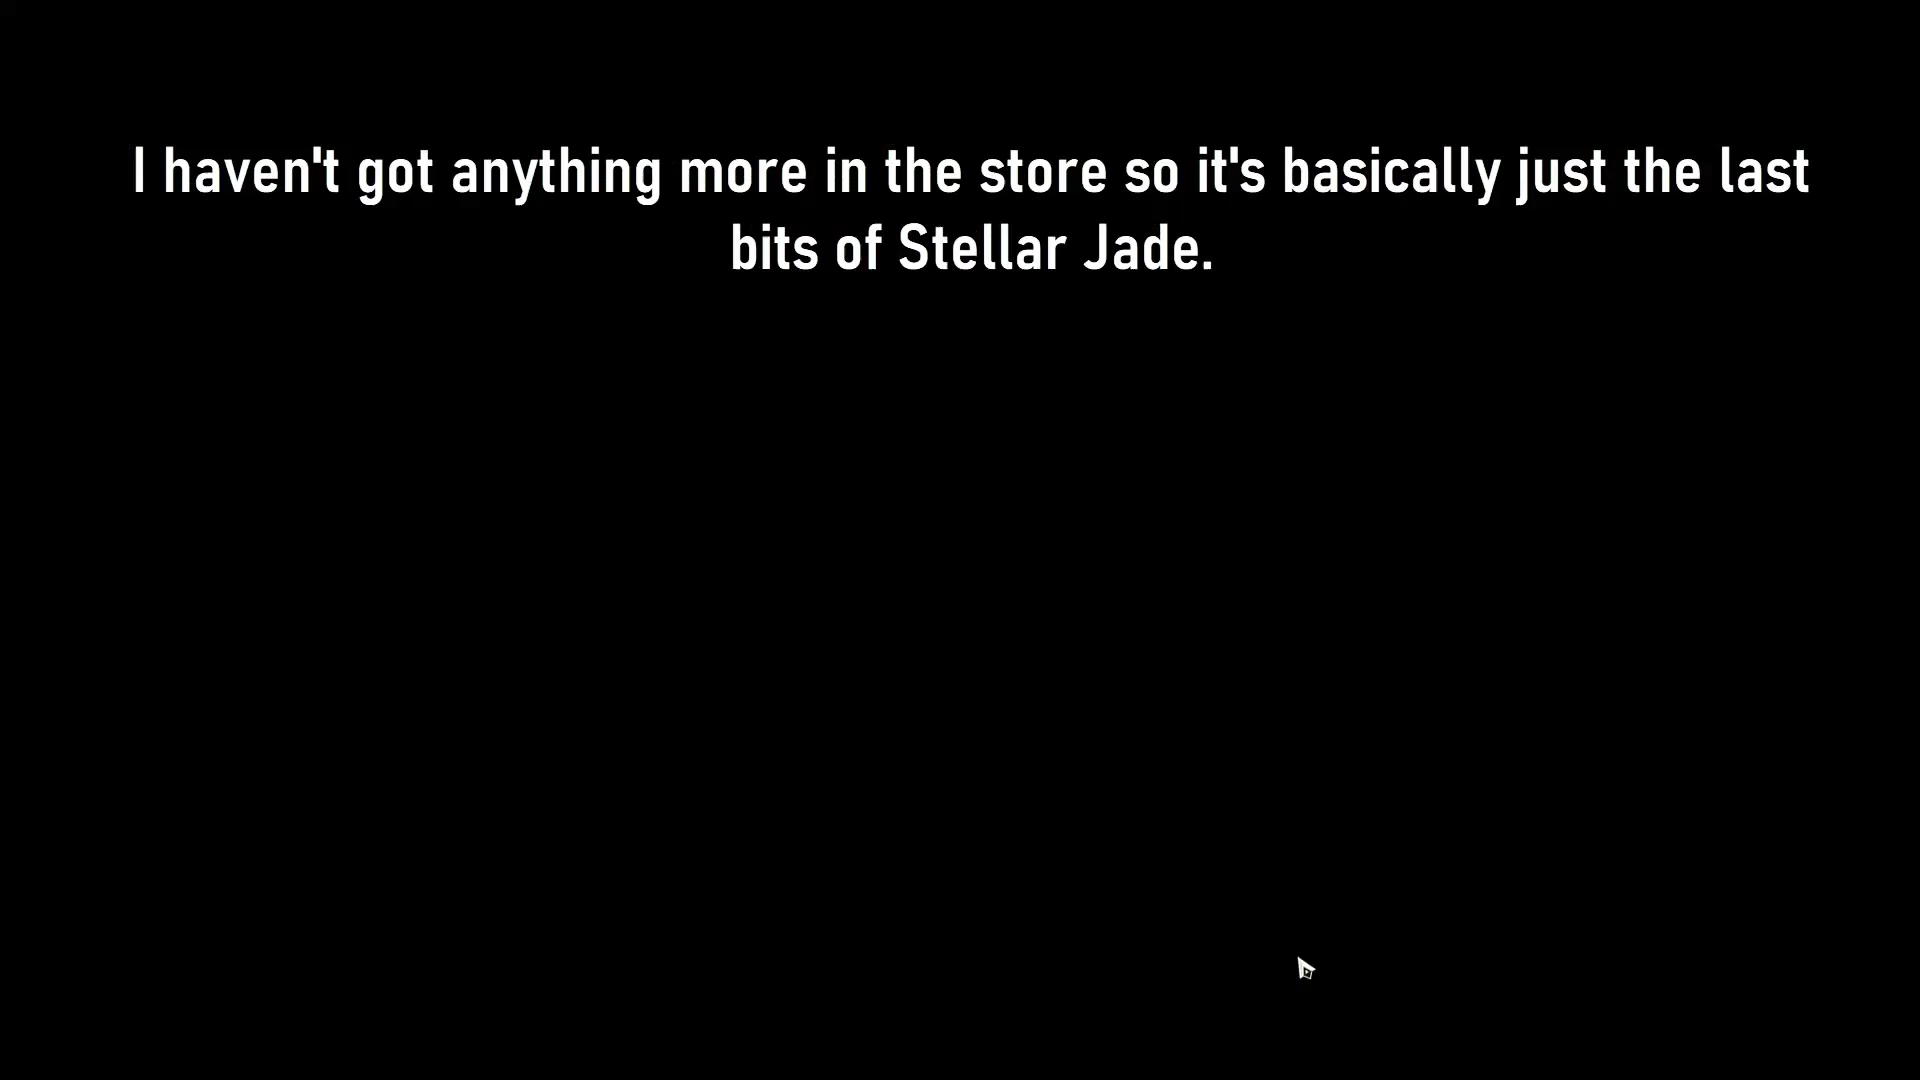 I haven't got anything more in the store so it's basically just the last
bits of Stellar Jade.